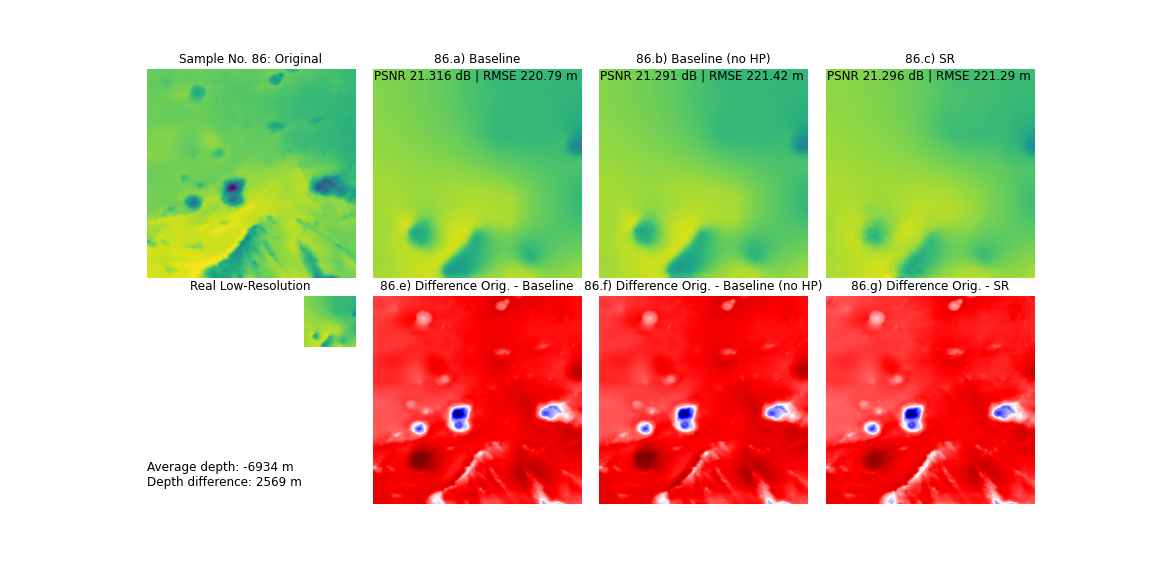 Sample No. 86: Original
86.a) Baseline
86.b) Baseline (no HP)
86.c) SR
PSNR 21.316 dB | RMSE 220.79 m
PSNR 21.291 dB | RMSE 221.42 m
PSNR 21.296 dB | RMSE 221.29 m
Real Low-Resolution
86.e) Difference Orig. - Baseline
86.f) Difference Orig. - Baseline (no HP)
86.g) Difference Orig. - SR
Average depth: -6934 m
Depth difference: 2569 m